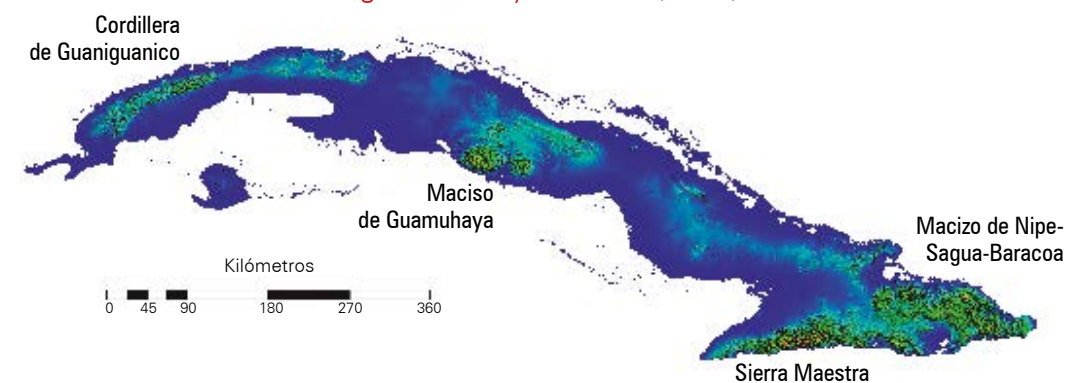 Cordillera
de Guaniguanico
Maciso
de Guamuhaya
Macizo de Nipe-
Sagua-Baracoa
Kilómetros
0 45 90 180 270 360
Sierra Maestra